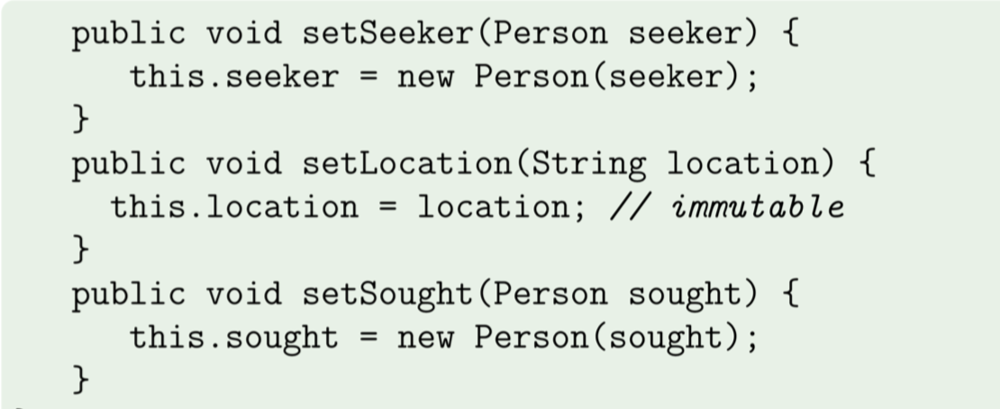 public void setSeeker(Person seeker) {
this.seeker = new Person(seeker);
}
public void setLocation(String location) {
this.location = location; // immutable
}
public void setSought(Person sought) {
this.sought = new Person(sought);
}